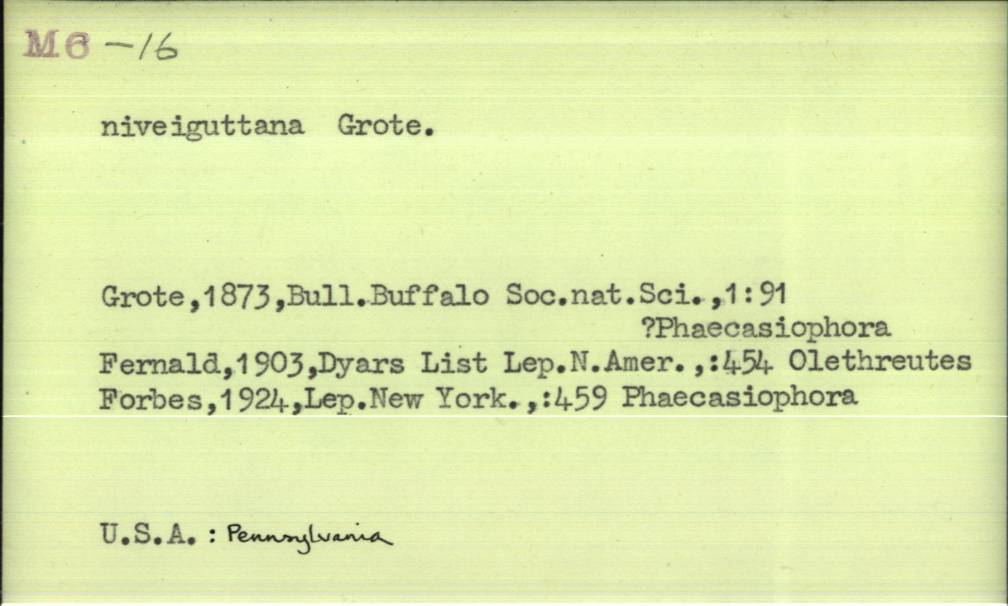 M6 -16
niveiguttana Grote.
Grote,1873,Bull.Buffalo Soc.nat.Sci.,1:91
?Phaecasiophora
Fernald,1903,Dyars List Lep.N.Amer.,:454 Olethreutes
Forbes,1924,Lep.New York.,:459 Phaecasiophora
U.S.A.: Pennsylvania